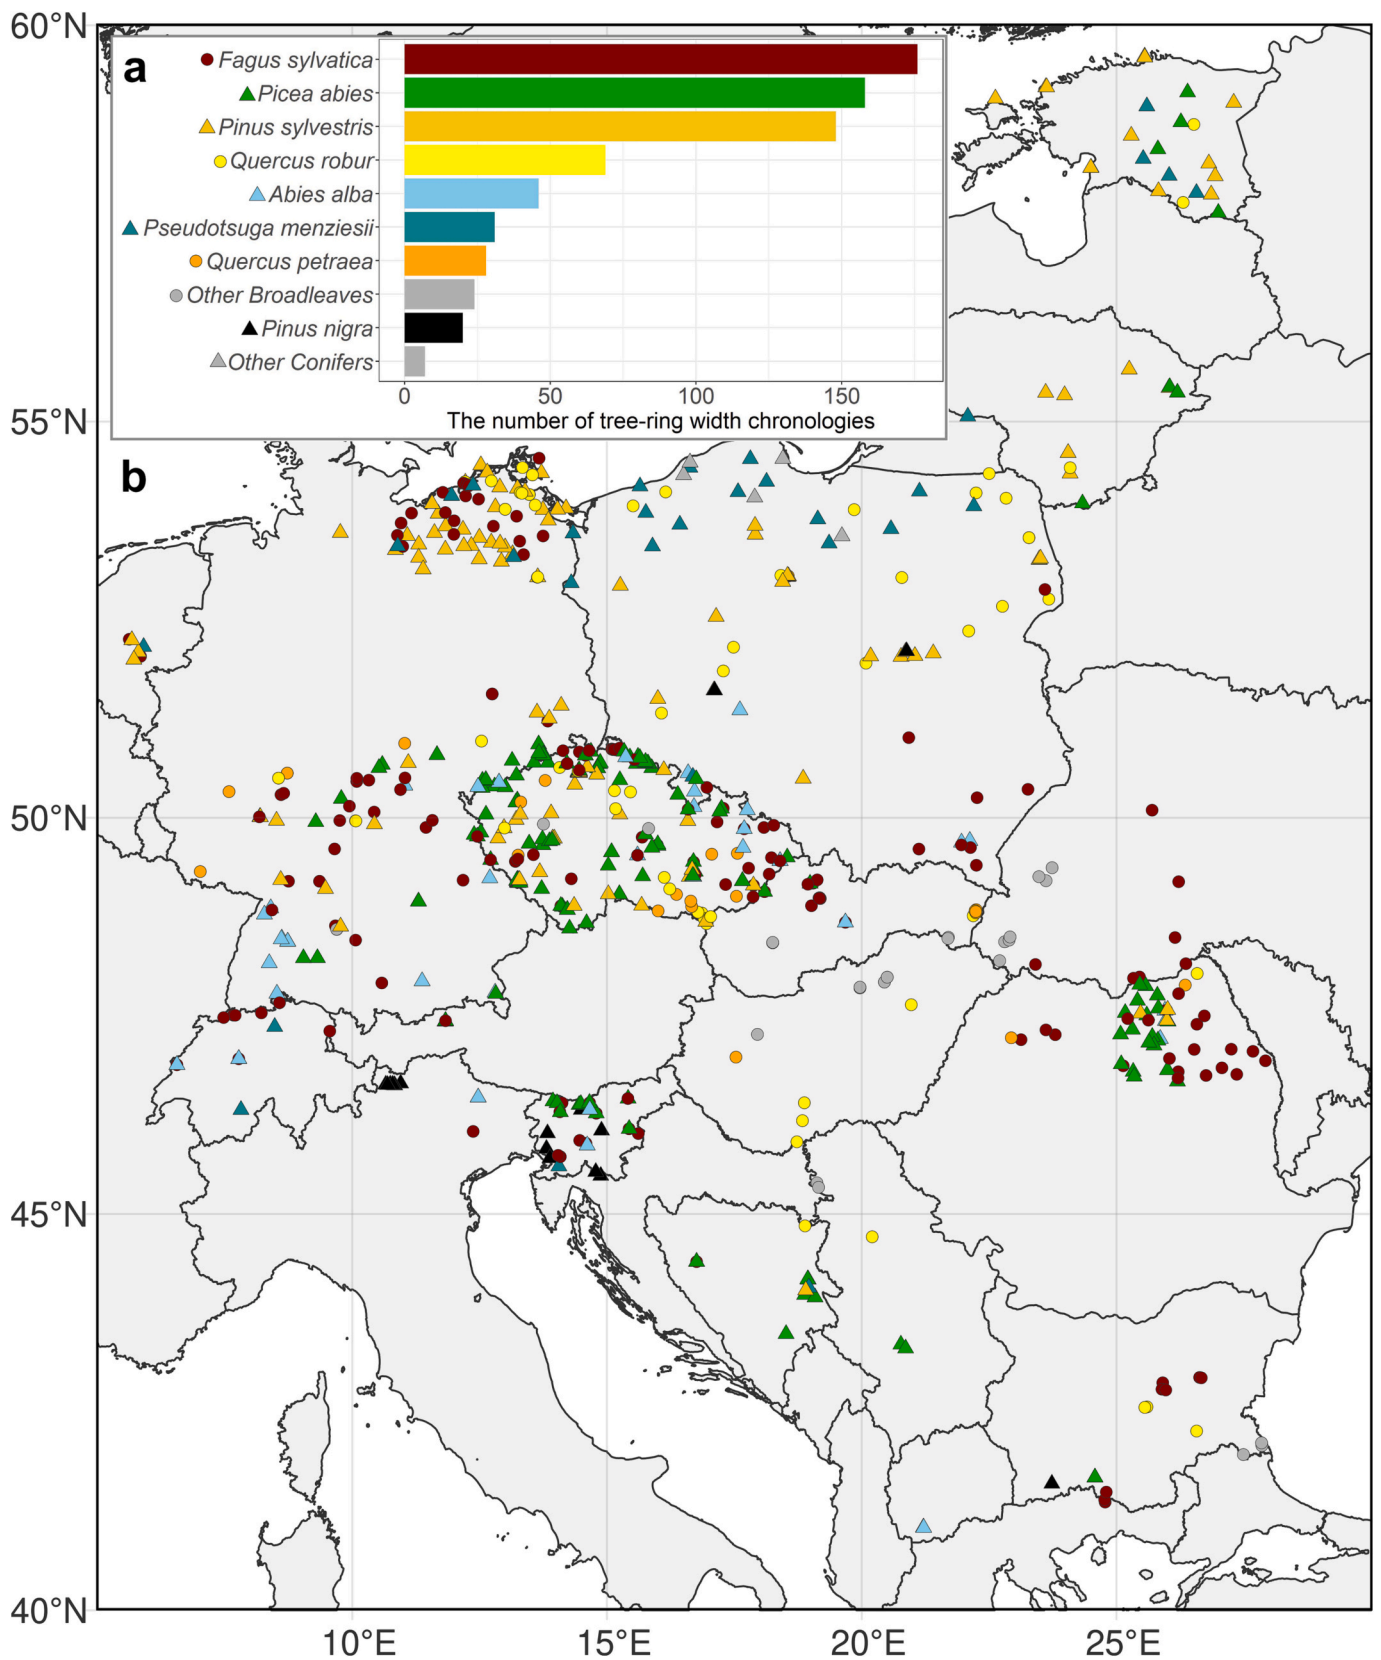 60°N
55°N
50°N
45°N
40°N
a
Fagus sylvatica
Picea abies
Pinus sylvestris
Quercus robur
Abies alba
Pseudotsuga menziesii
Quercus petraea
Other Broadleaves
Pinus nigra
Other Conifers
0 50 100 150
The number of tree-ring width chronologies
b
10°E 15°E 20°E 25°E